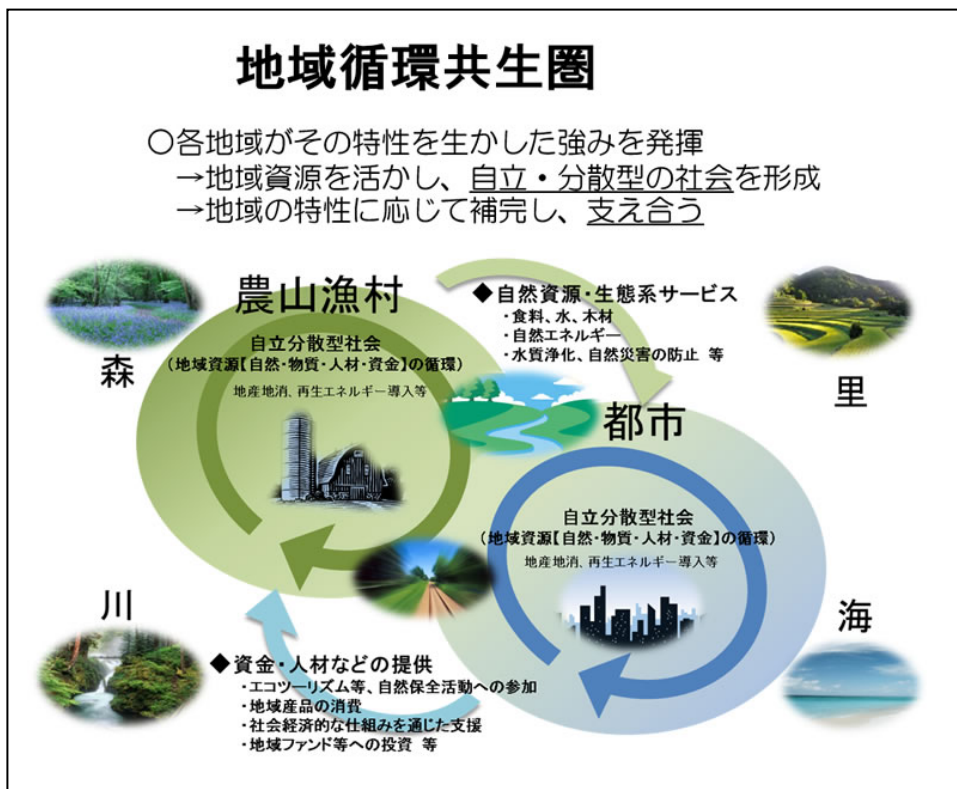 地域循環共生圏
○各地域がその特性を生かした強みを発揮
→地域資源を活かし、自立・分散型の社会を形成
→地域の特性に応じて補完し、支え合う
農山漁村
自立分散型社会
(地域資源【自然・物質・人材・資金】の循環)
地産地消、再生エネルギー導入等
森
◆自然資源・生態系サービス
・食料、水、木材
・自然エネルギー
・水質浄化、自然災害の防止 等
里
都市
自立分散型社会
(地域資源【自然・物質・人材・資金】の循環)
地産地消、再生エネルギー導入等
川
海
◆資金・人材などの提供
・エコツーリズム等、自然保全活動への参加
・地域産品の消費
・社会経済的な仕組みを通じた支援
・地域ファンド等への投資 等